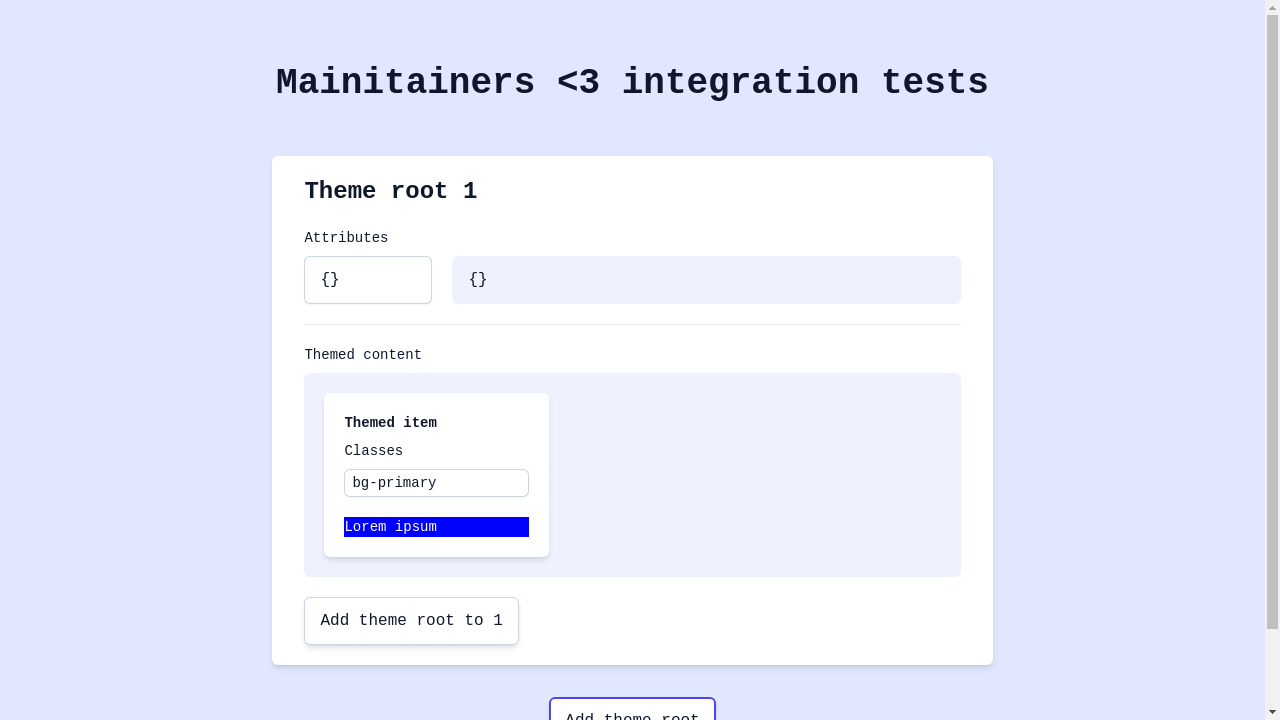 Mainitainers <3 integration tests
Theme root 1
Attributes
{} {}
Themed content
Themed item
Classes
bg-primary
Lorem ipsum
Add theme root to 1
Add theme root